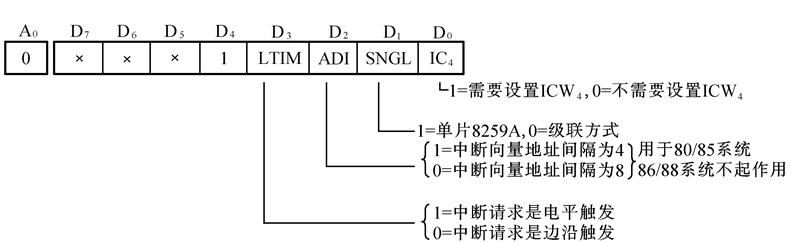 A₀ D₇ D₆ D₅ D₄ D₃ D₂ D₁ D₀
0 × × × 1 LTIM ADI SNGL IC₄
1=需要设置ICW₄,0=不需要设置ICW₄
1=单片8259A,0=级联方式
1=中断向量地址间隔为4 用于80/85系统
0=中断向量地址间隔为8 86/88系统不起作用
1=中断请求是电平触发
0=中断请求是边沿触发